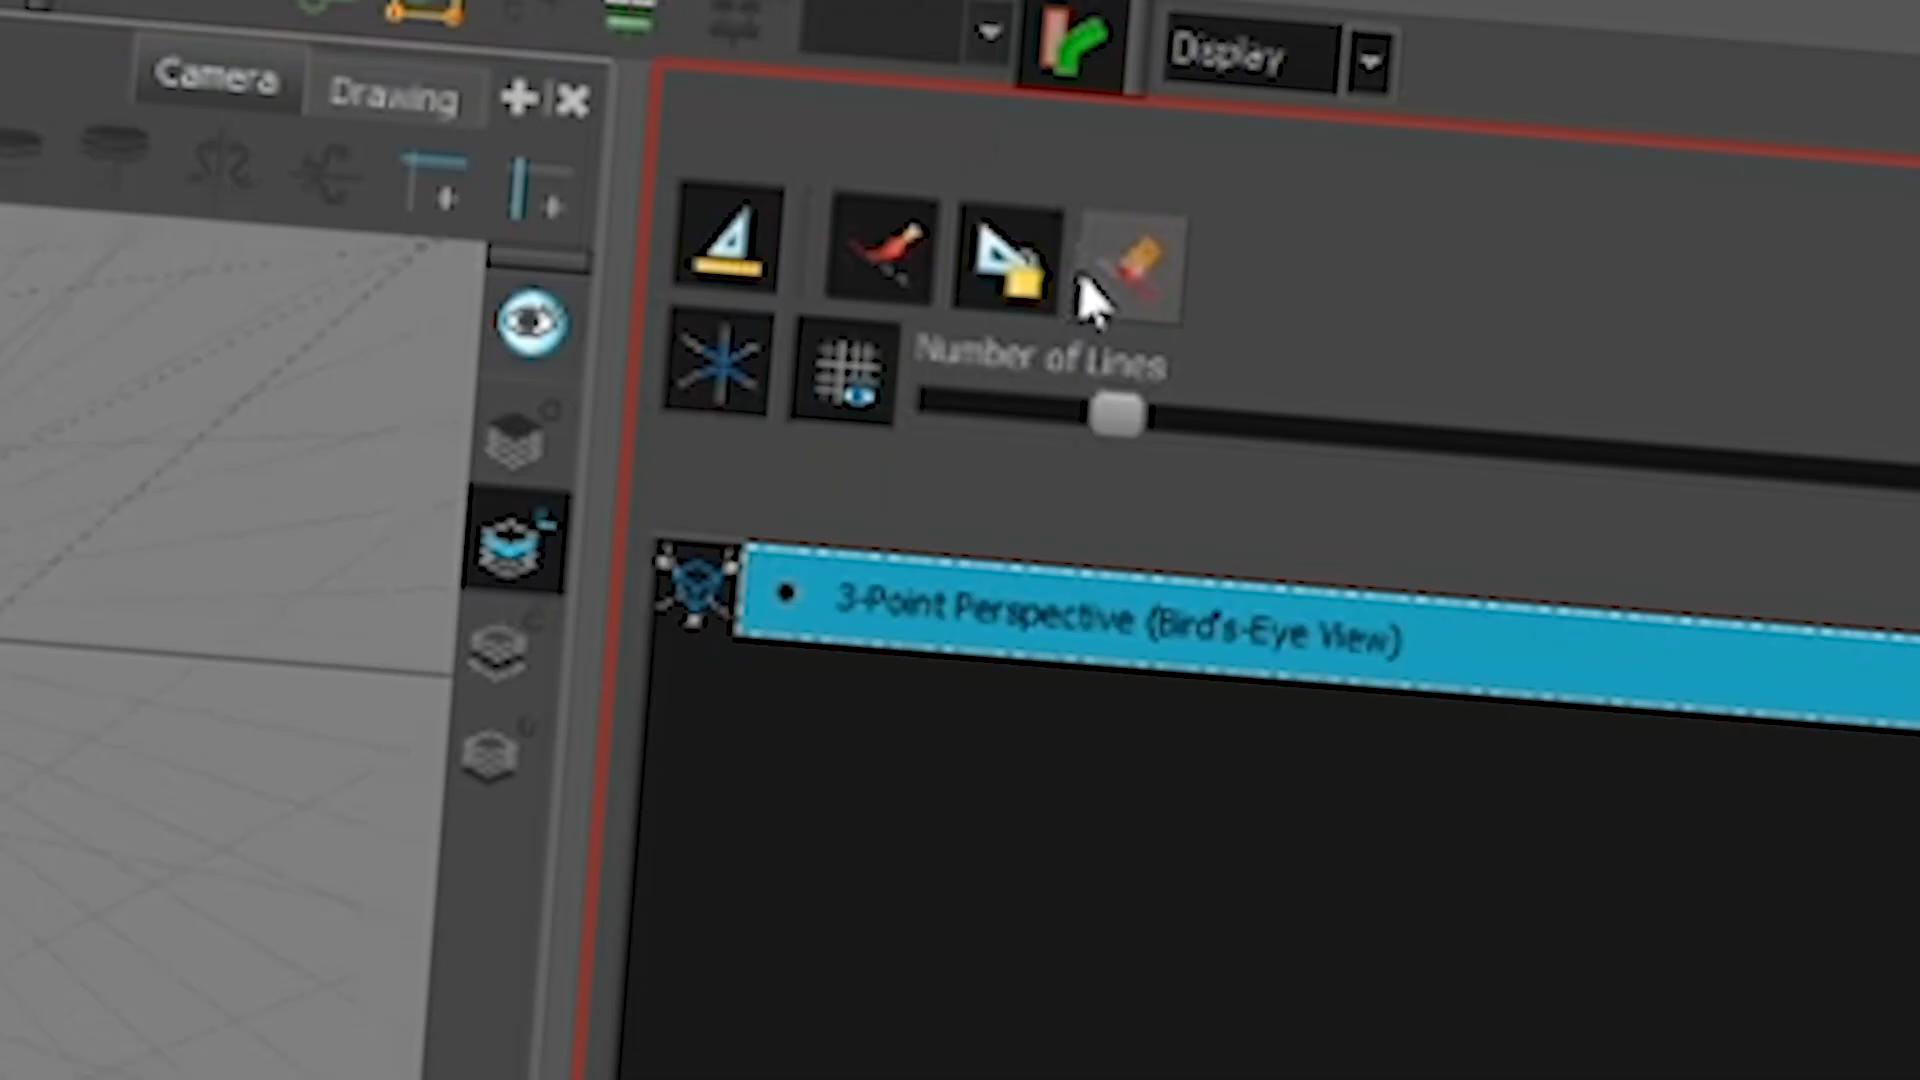 Camera
Drawing
Display
Number of Lines
3-Point Perspective (Bird's-Eye View)